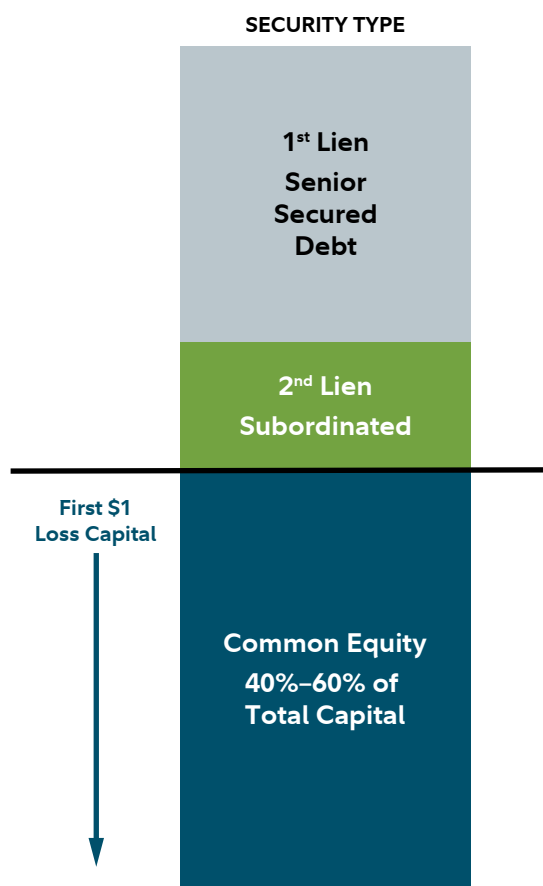 SECURITY TYPE
1st Lien
Senior
Secured
Debt
2nd Lien
Subordinated
First $1
Loss Capital
Common Equity
40%–60% of
Total Capital